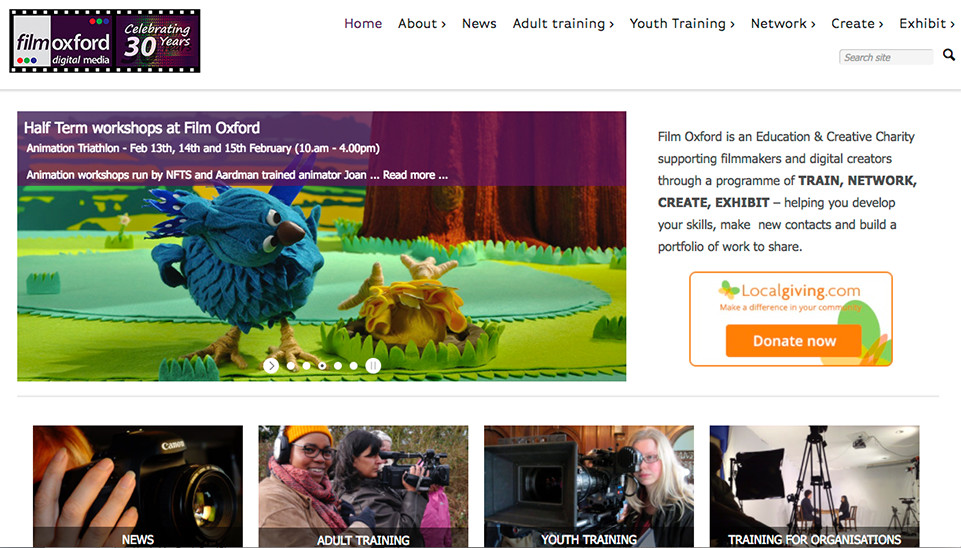 film oxford
digital media
Celebrating
30 Years
Home About › News Adult training › Youth Training › Network › Create › Exhibit ›
Search site
Half Term workshops at Film Oxford
Animation Triathlon - Feb 13th, 14th and 15th February (10.am - 4.00pm)
Animation workshops run by NFTS and Aardman trained animator Joan ... Read more ...
Film Oxford is an Education & Creative Charity
supporting filmmakers and digital creators
through a programme of TRAIN, NETWORK,
CREATE, EXHIBIT – helping you develop
your skills, make new contacts and build a
portfolio of work to share.
Localgiving.com
Make a difference in your community
Donate now
Canon
NEWS
ADULT TRAINING
YOUTH TRAINING
TRAINING FOR ORGANISATIONS